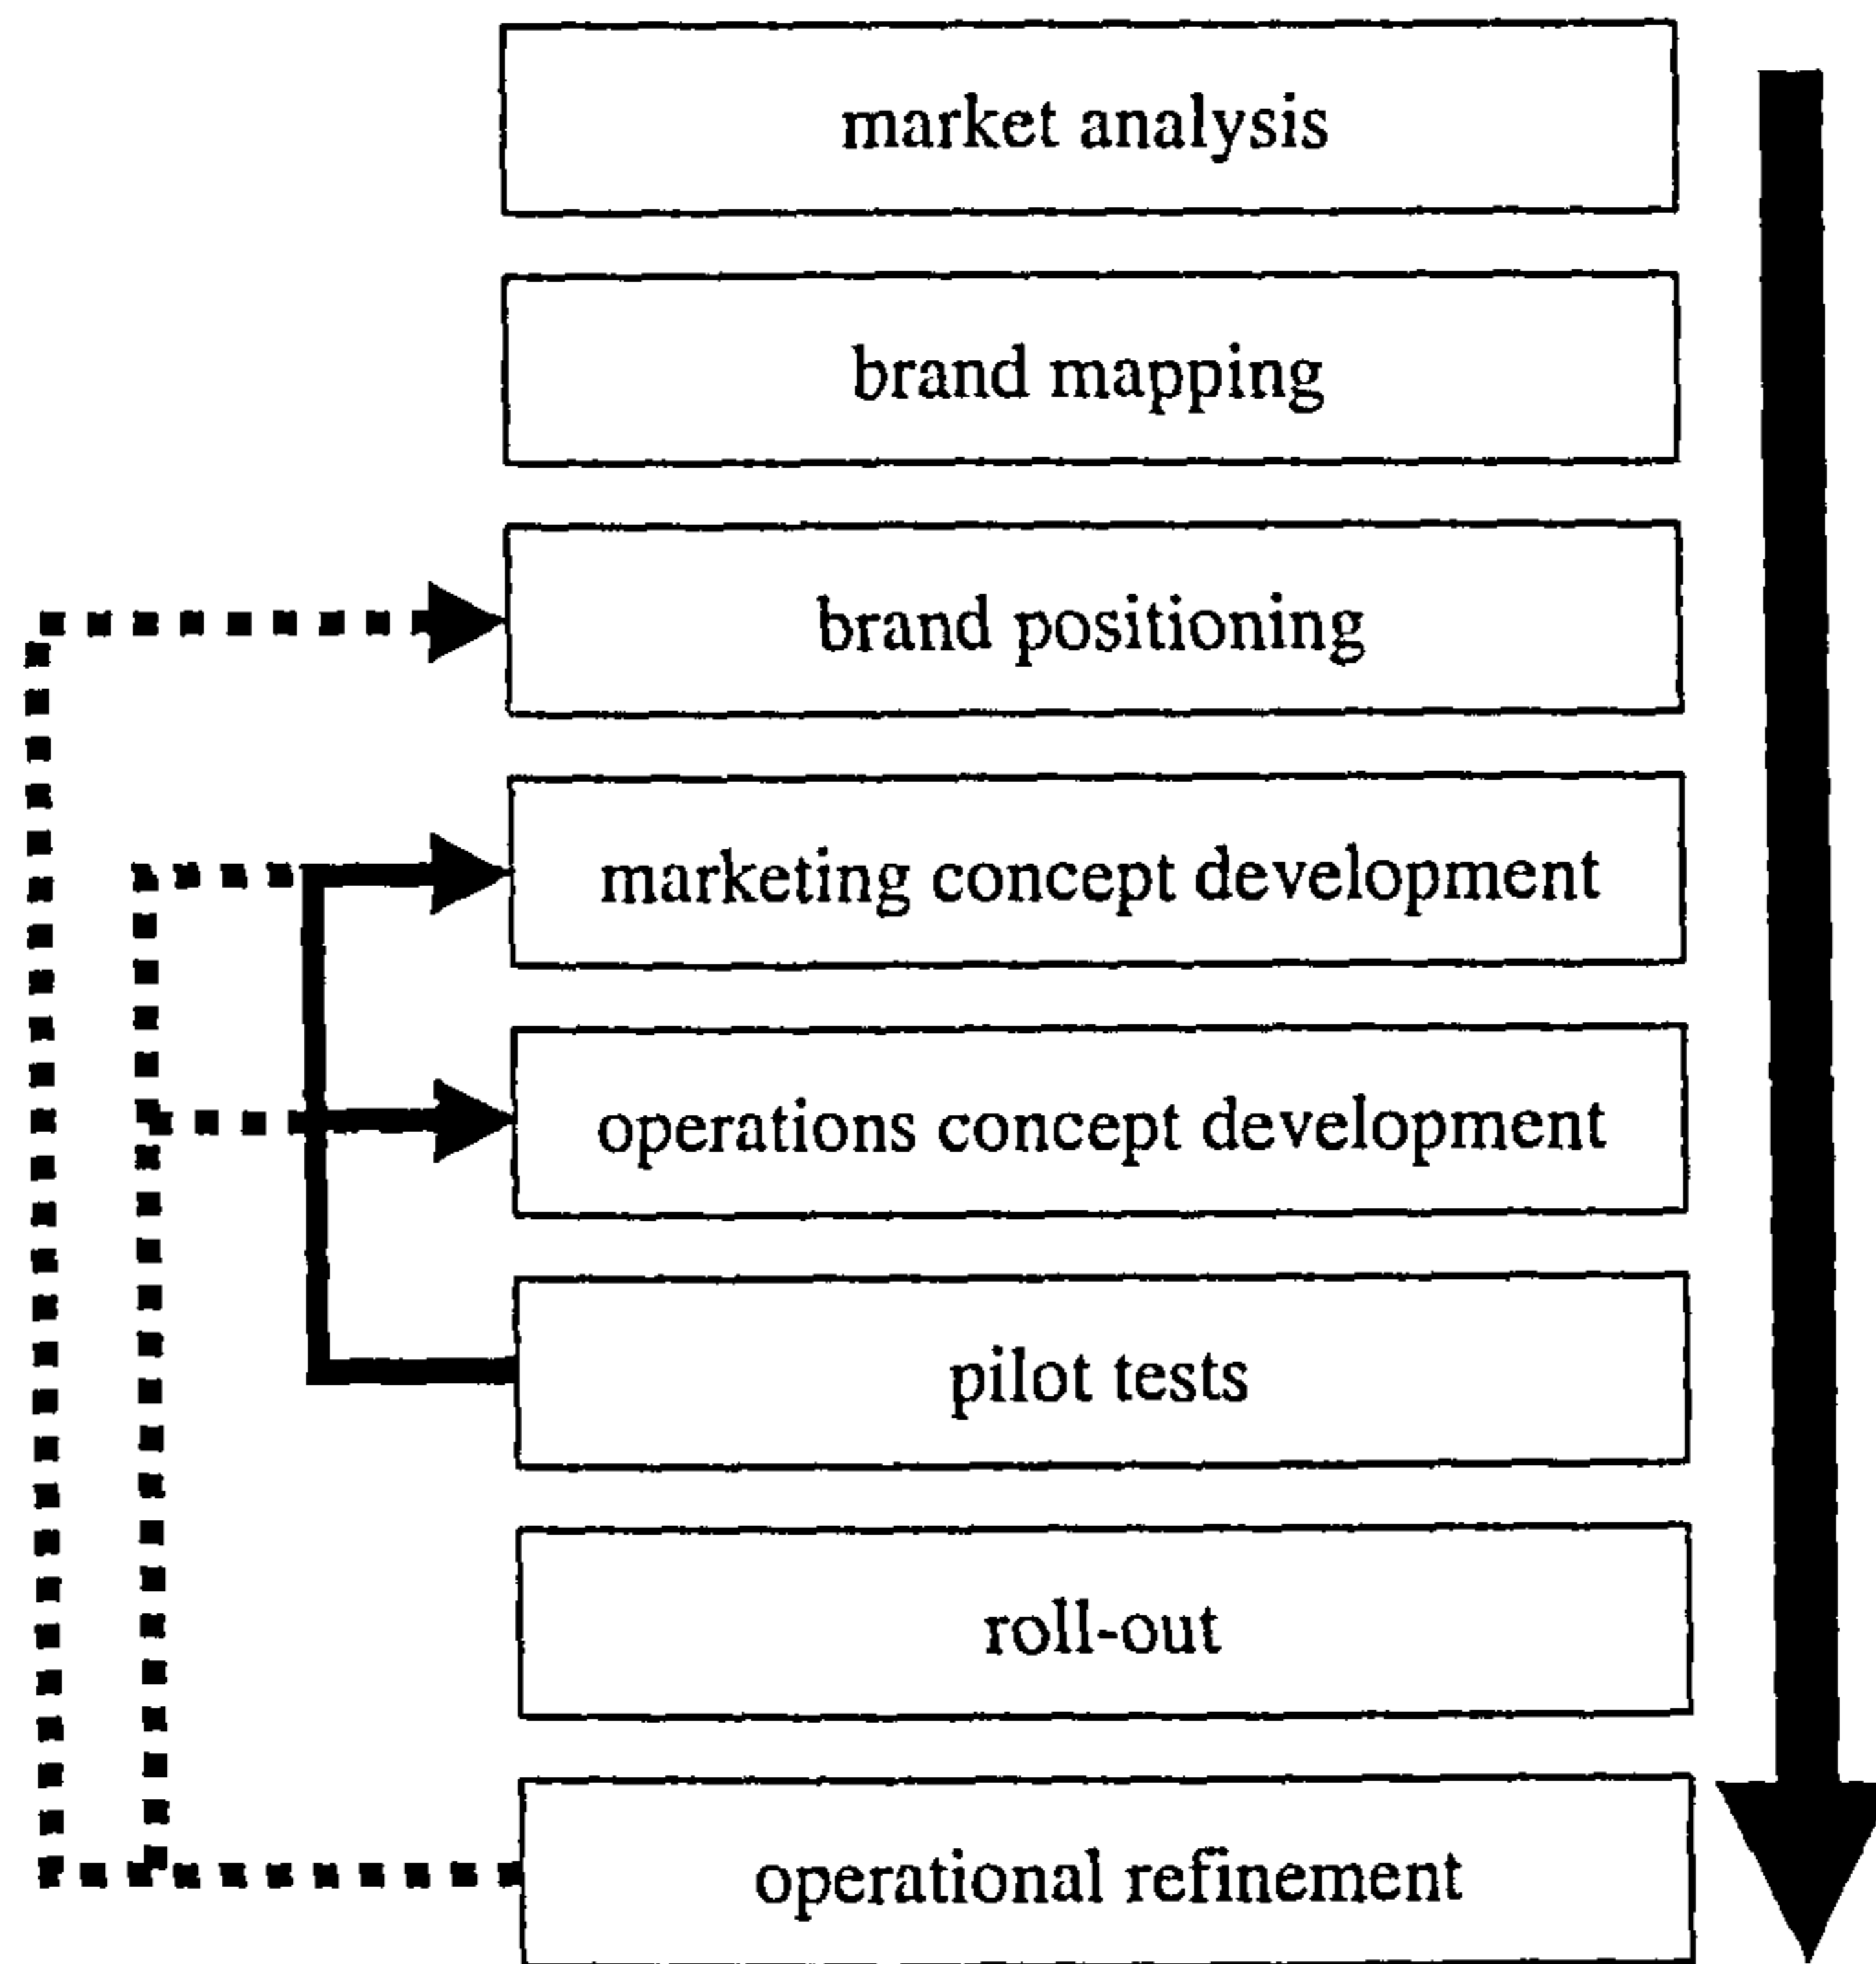 market analysis
brand mapping
brand positioning
marketing concept development
operations concept development
pilot tests
roll-out
operational refinement